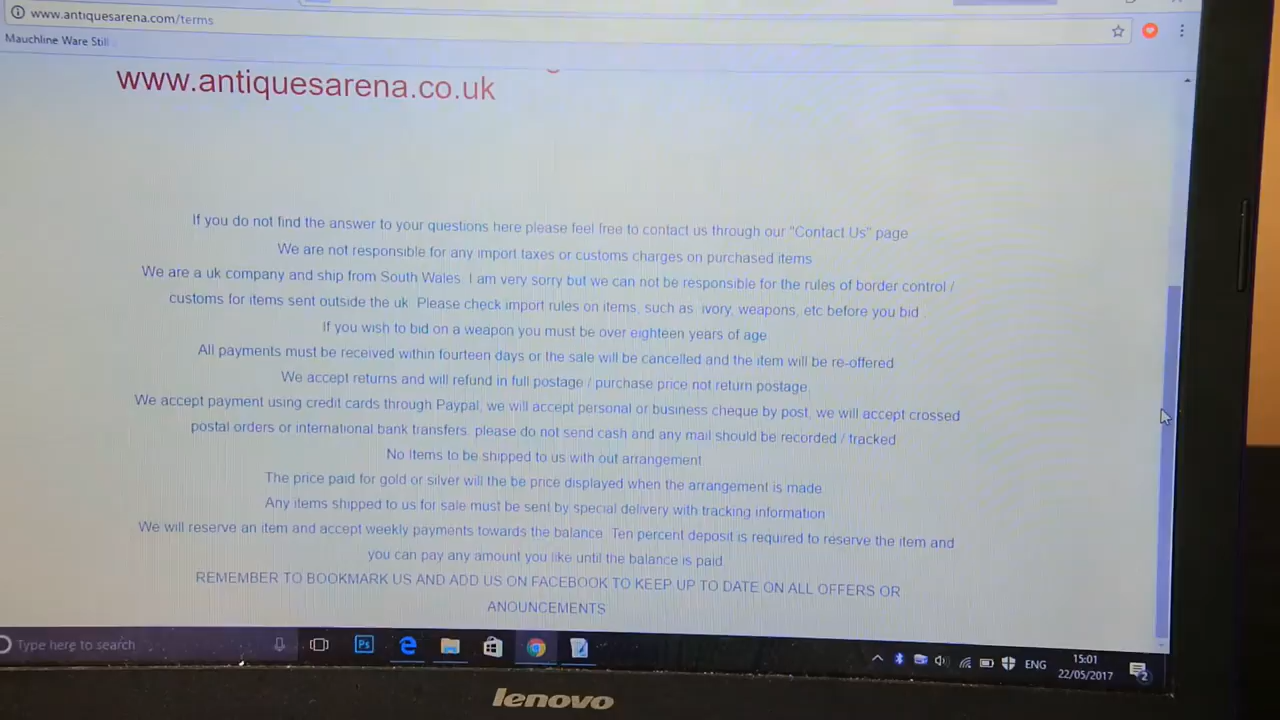 www.antiquesarena.com/terms
Mauchline Ware Still
www.antiquesarena.co.uk
If you do not find the answer to your questions here please feel free to contact us through our "Contact Us" page
We are not responsible for any import taxes or customs charges on purchased items
We are a uk company and ship from South Wales. I am very sorry but we can not be responsible for the rules of border control /
customs for items sent outside the uk. Please check import rules on items, such as ivory, weapons, etc before you bid .
If you wish to bid on a weapon you must be over eighteen years of age
All payments must be received within fourteen days or the sale will be cancelled and the item will be re-offered
We accept returns and will refund in full postage / purchase price not return postage.
We accept payment using credit cards through Paypal, we will accept personal or business cheque by post, we will accept crossed
postal orders or international bank transfers. please do not send cash and any mail should be recorded / tracked
No Items to be shipped to us with out arrangement
The price paid for gold or silver will the be price displayed when the arrangement is made
Any items shipped to us for sale must be sent by special delivery with tracking information
We will reserve an item and accept weekly payments towards the balance. Ten percent deposit is required to reserve the item and
you can pay any amount you like until the balance is paid.
REMEMBER TO BOOKMARK US AND ADD US ON FACEBOOK TO KEEP UP TO DATE ON ALL OFFERS OR
ANOUNCEMENTS
Type here to search
Ps
ENG
15:01
22/05/2017
2
lenovo